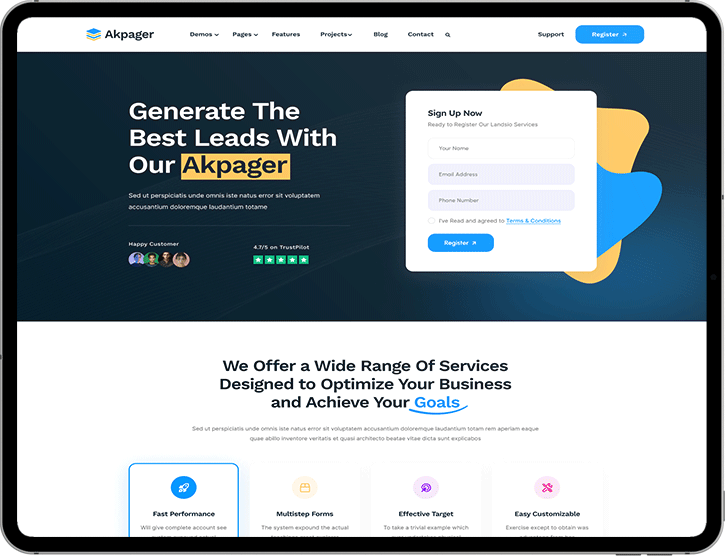 Akpager
Demos Pages Features Projects Blog Contact Support Register
Generate The
Best Leads With
Our Akpager
Sed ut perspiciatis unde omnis iste natus error sit voluptatem
accusantium doloremque laudantium totame
Happy Customer
4.7/5 on TrustPilot
Sign Up Now
Ready to Register Our Landsio Services
Your Name
Email Address
Phone Number
I've Read and agreed to Terms & Conditions
Register
We Offer a Wide Range Of Services
Designed to Optimize Your Business
and Achieve Your Goals
Sed ut perspiciatis unde omnis iste natus error sit voluptatem accusantium doloremque laudantium totam rem aperiam eaque
quae abillo inventore veritatis et quasi architecto beatae vitae dicta sunt explicabos
Fast Performance
Will give complete account see
Multistep Forms
The system expound the actual
Effective Target
To take a trivial example which
Easy Customizable
Exercise except to obtain was